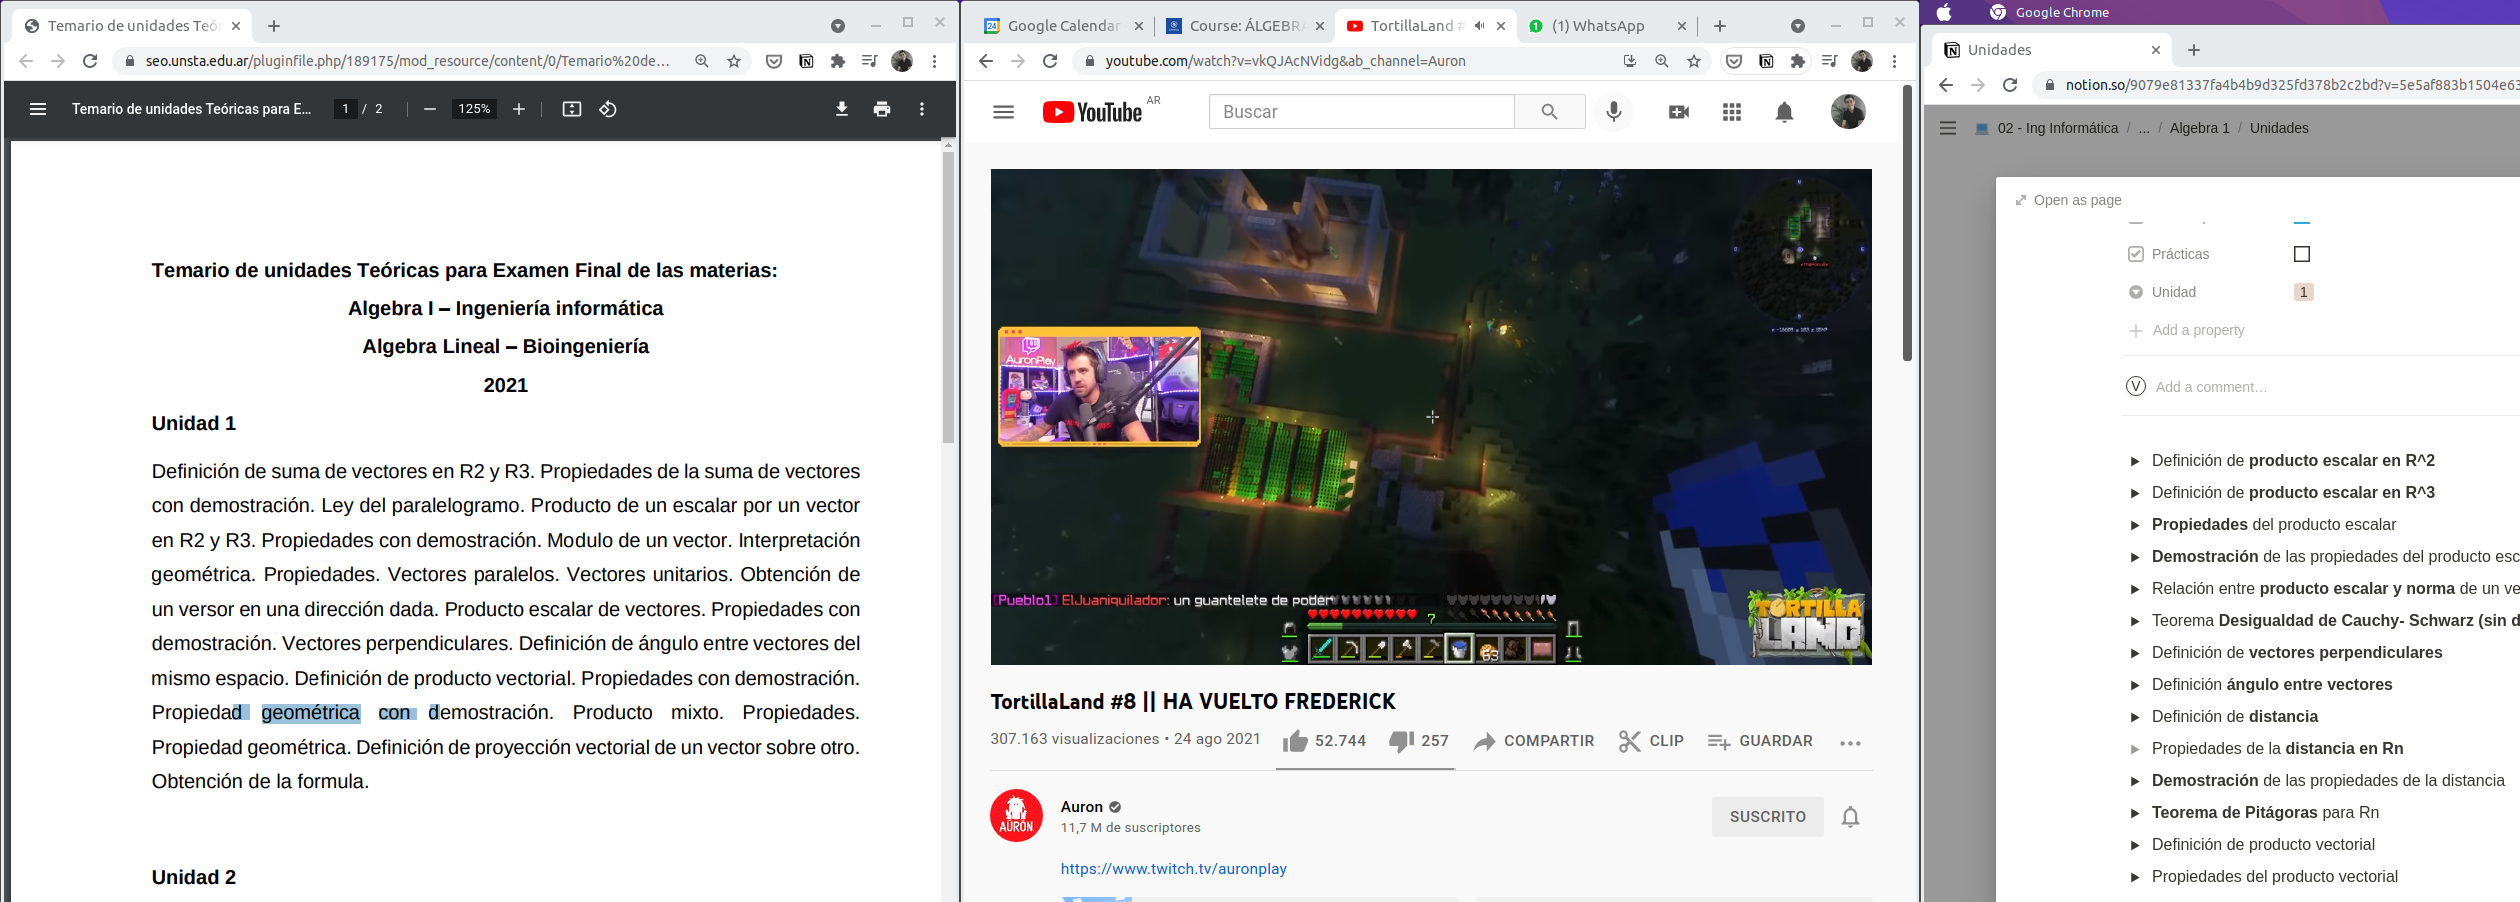 Temario de unidades Teór
seo.unsta.edu.ar/pluginfile.php/189175/mod_resource/content/0/Temario%20de...
Temario de unidades Teóricas para E...
1 / 2
125%
Temario de unidades Teóricas para Examen Final de las materias:
Algebra I – Ingeniería informática
Algebra Lineal – Bioingeniería
2021
Unidad 1
Definición de suma de vectores en R2 y R3. Propiedades de la suma de vectores
con demostración. Ley del paralelogramo. Producto de un escalar por un vector
en R2 y R3. Propiedades con demostración. Modulo de un vector. Interpretación
geométrica. Propiedades. Vectores paralelos. Vectores unitarios. Obtención de
un versor en una dirección dada. Producto escalar de vectores. Propiedades con
demostración. Vectores perpendiculares. Definición de ángulo entre vectores del
mismo espacio. Definición de producto vectorial. Propiedades con demostración.
Propiedad geométrica con demostración. Producto mixto. Propiedades.
Propiedad geométrica. Definición de proyección vectorial de un vector sobre otro.
Obtención de la formula.
Unidad 2
Google Calendar
Course: ÁLGEBRA
TortillaLand #
(1) WhatsApp
youtube.com/watch?v=vkQJAcNVidg&ab_channel=Auron
YouTube AR
Buscar
AuronPlay
[Pueblo1] ElJuaniquilador: un guantelete de poder
7
63
TORTILLA
LAND
TortillaLand #8 || HA VUELTO FREDERICK
307.163 visualizaciones • 24 ago 2021
52.744
257
COMPARTIR
CLIP
GUARDAR
AURON
Auron
11,7 M de suscriptores
SUSCRITO
https://www.twitch.tv/auronplay
Google Chrome
Unidades
notion.so/9079e81337fa4b4b9d325fd378b2c2bd?v=5e5af883b1504e63
02 - Ing Informática / ... / Algebra 1 / Unidades
Open as page
Prácticas
Unidad 1
Add a property
V Add a comment…
Definición de producto escalar en R^2
Definición de producto escalar en R^3
Propiedades del producto escalar
Demostración de las propiedades del producto esc
Relación entre producto escalar y norma de un ve
Teorema Desigualdad de Cauchy- Schwarz (sin d
Definición de vectores perpendiculares
Definición ángulo entre vectores
Definición de distancia
Propiedades de la distancia en Rn
Demostración de las propiedades de la distancia
Teorema de Pitágoras para Rn
Definición de producto vectorial
Propiedades del producto vectorial